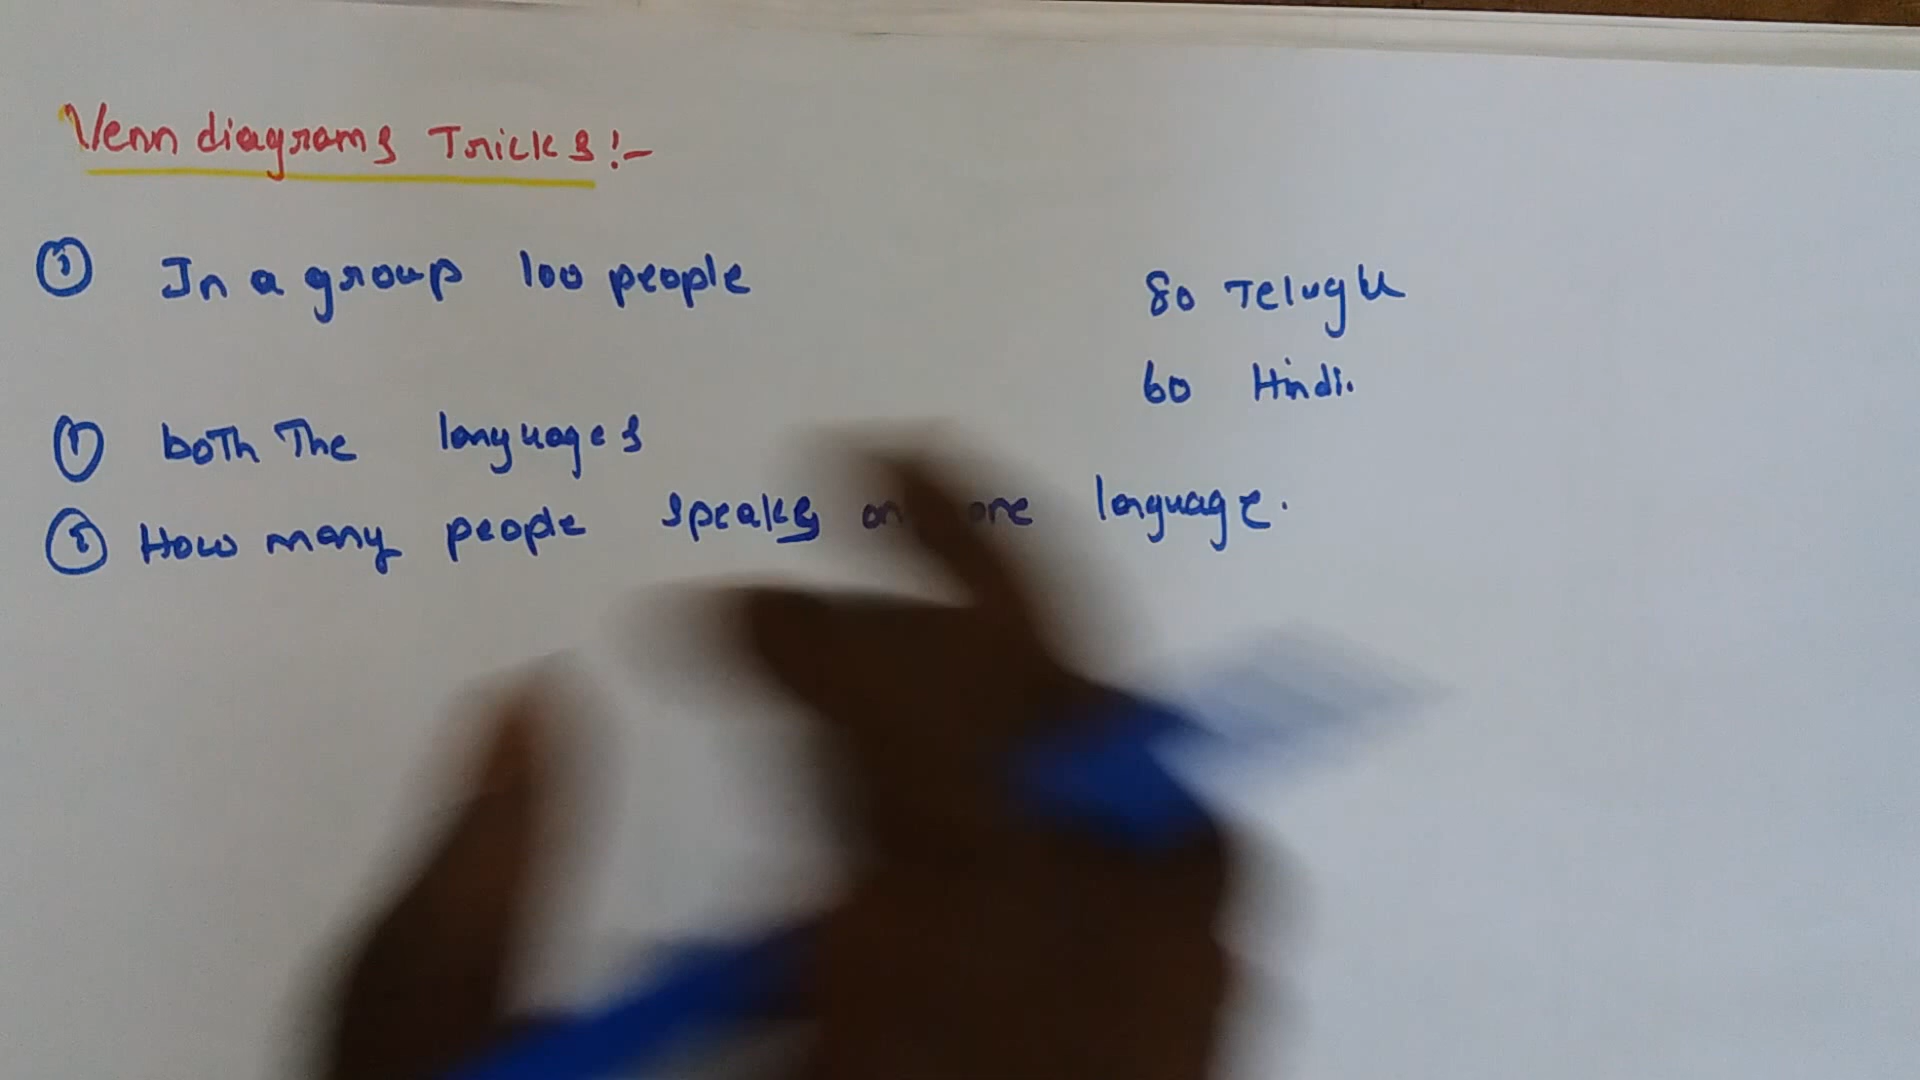 Venn diagrams Tricks:-
① In a group 100 people
80 Telugu
60 Hindi.
① both The languages
② How many people speaks one language.